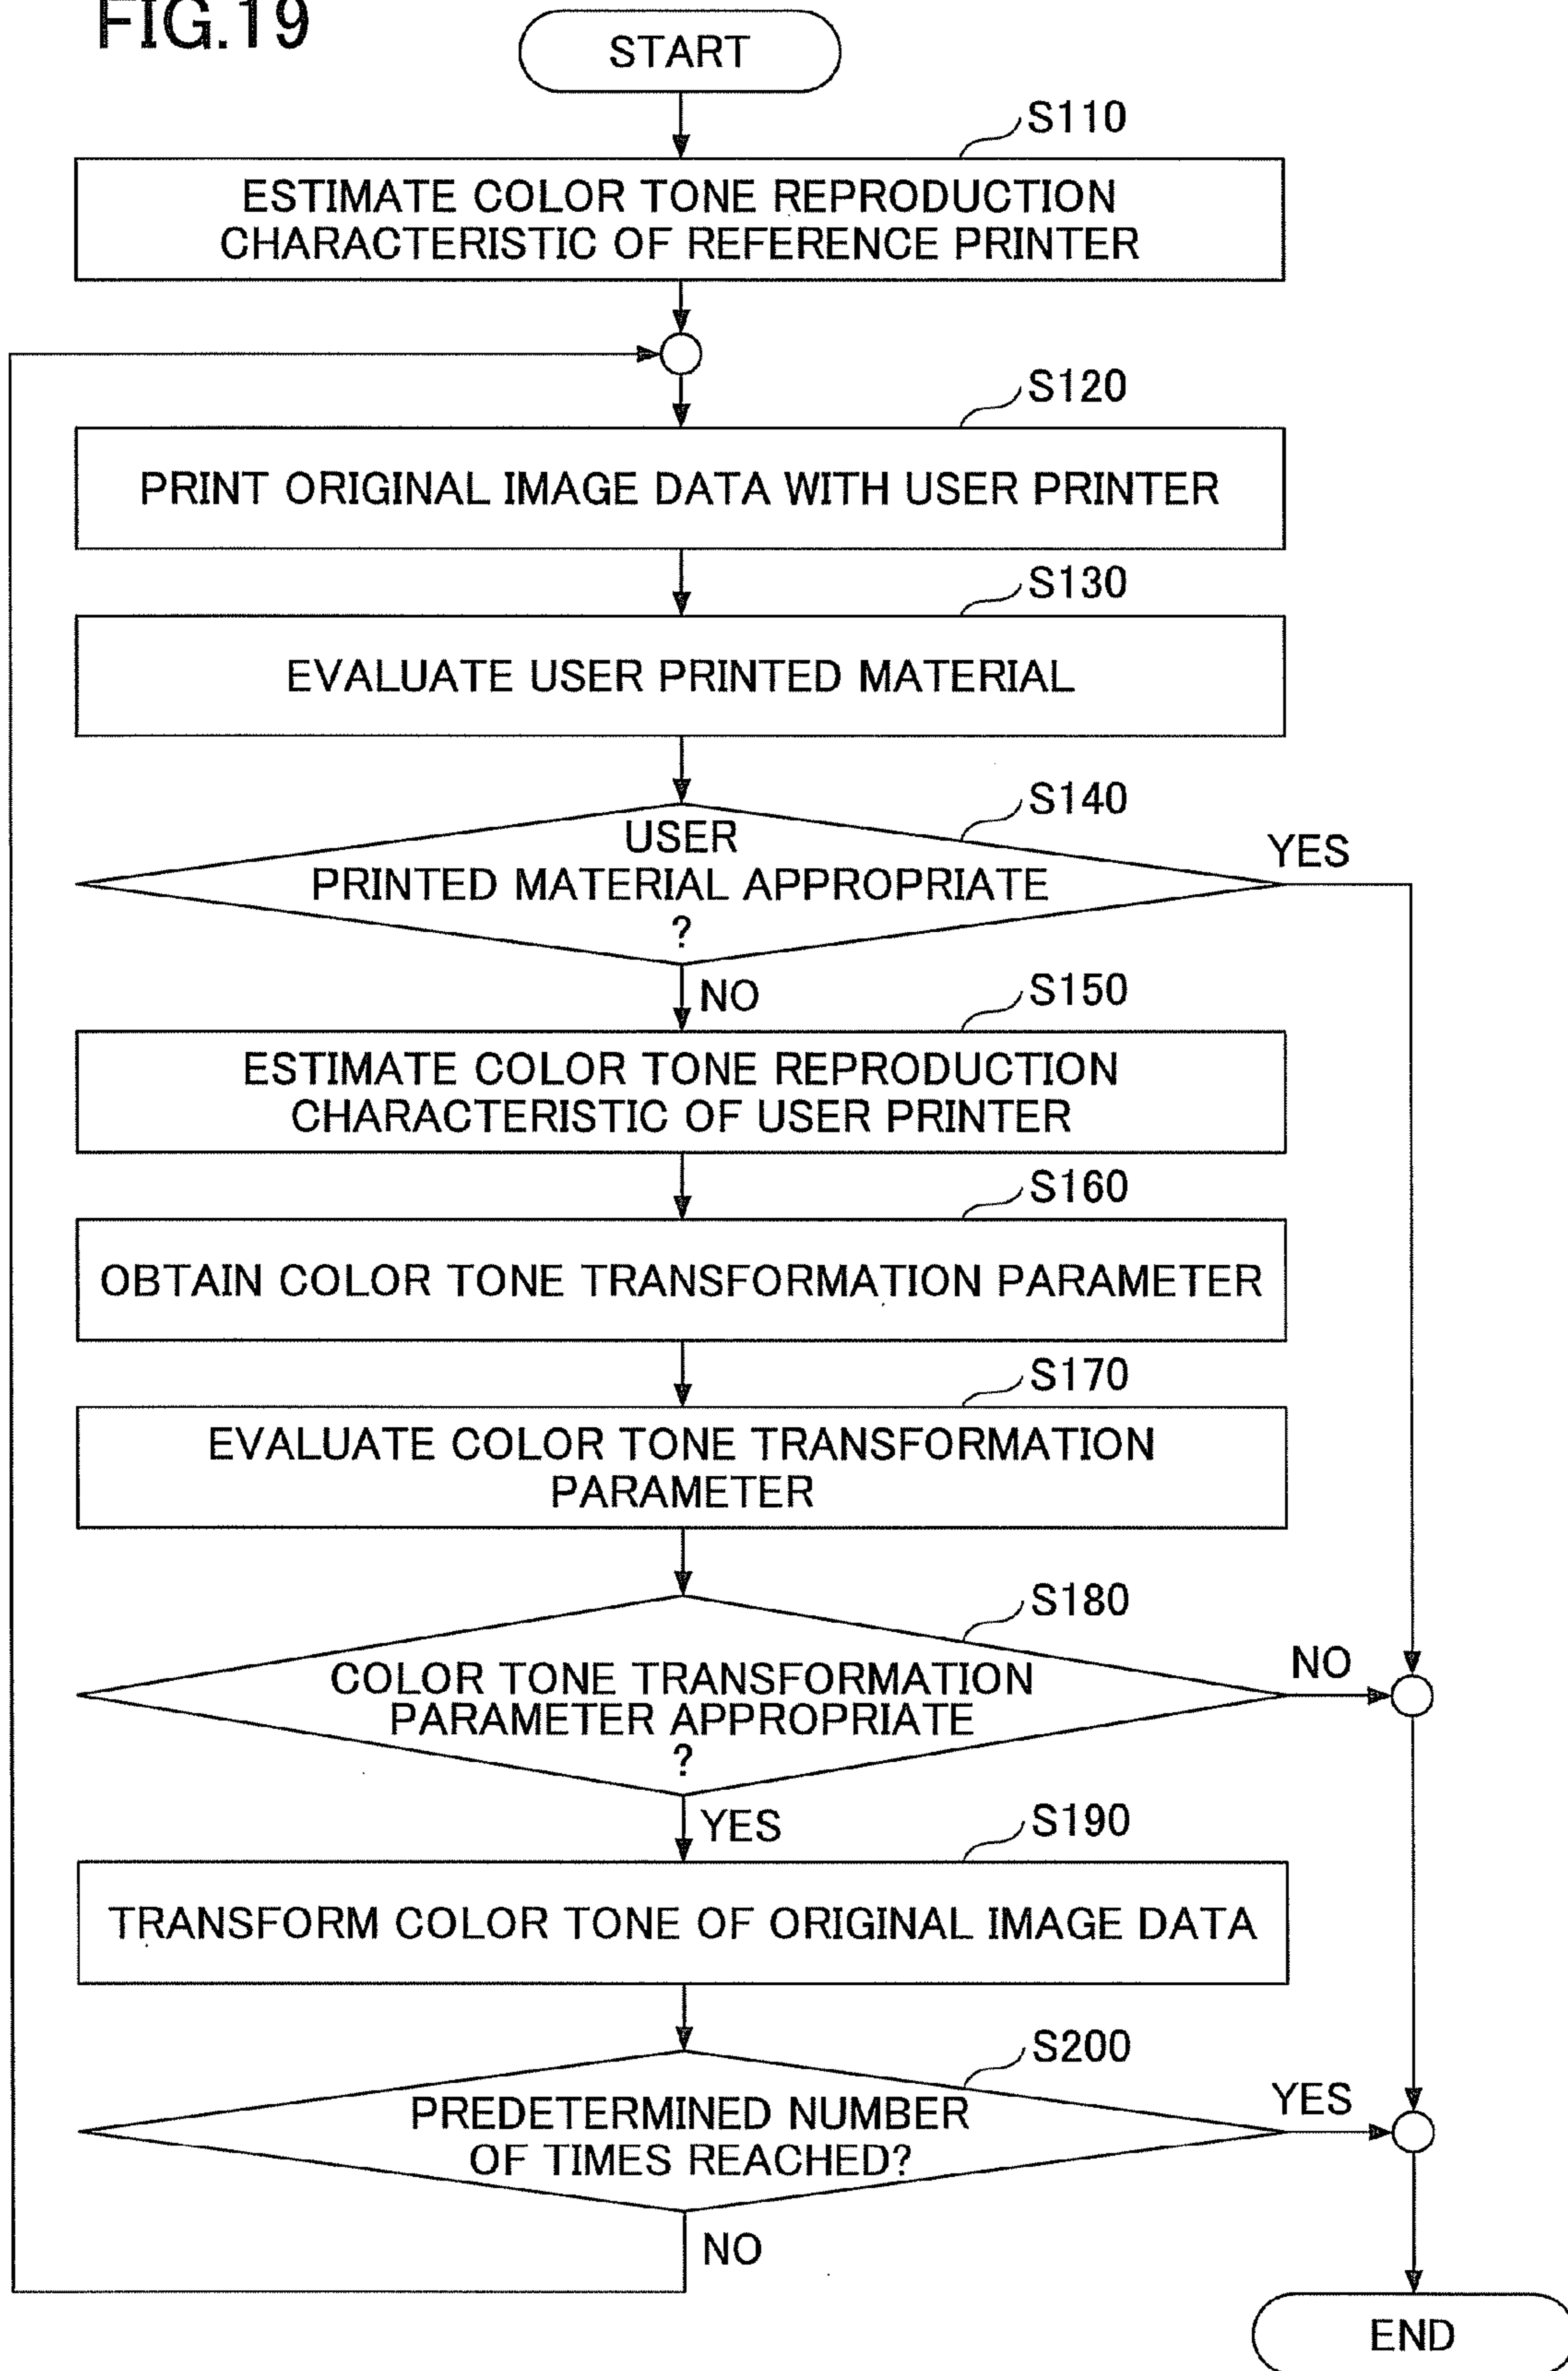 FIG.19
START
S110
ESTIMATE COLOR TONE REPRODUCTION
CHARACTERISTIC OF REFERENCE PRINTER
S120
PRINT ORIGINAL IMAGE DATA WITH USER PRINTER
S130
EVALUATE USER PRINTED MATERIAL
S140
USER
PRINTED MATERIAL APPROPRIATE
?
YES
NO
S150
ESTIMATE COLOR TONE REPRODUCTION
CHARACTERISTIC OF USER PRINTER
S160
OBTAIN COLOR TONE TRANSFORMATION PARAMETER
S170
EVALUATE COLOR TONE TRANSFORMATION
PARAMETER
S180
COLOR TONE TRANSFORMATION
PARAMETER APPROPRIATE
?
NO
YES
S190
TRANSFORM COLOR TONE OF ORIGINAL IMAGE DATA
S200
PREDETERMINED NUMBER
OF TIMES REACHED?
YES
NO
END